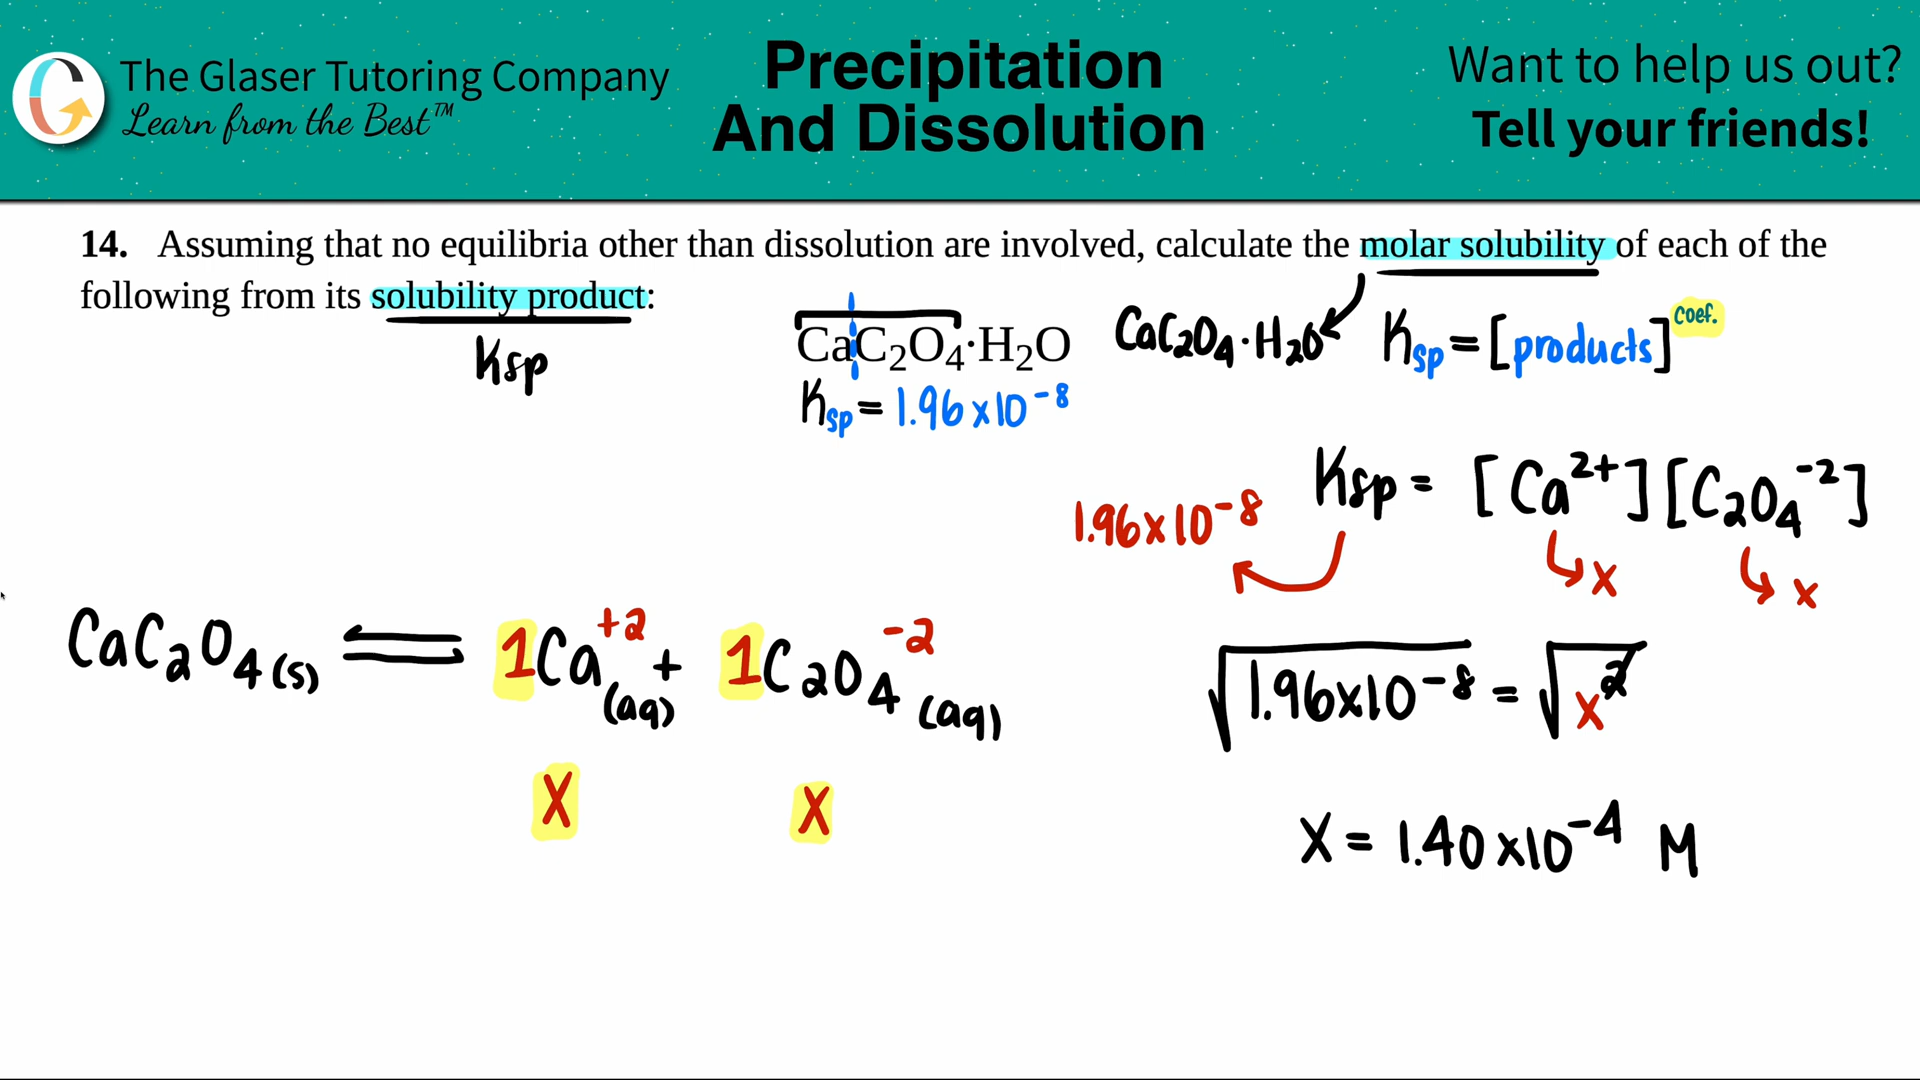 The Glaser Tutoring Company
Learn from the Best™
Precipitation
And Dissolution
Want to help us out?
Tell your friends!
14. Assuming that no equilibria other than dissolution are involved, calculate the molar solubility of each of the
following from its solubility product:
Ksp
CaC₂O₄·H₂O
Ksp = 1.96x10⁻⁸
CaC₂O₄·H₂O
Ksp = [products]
coef.
Ksp = [Ca²⁺][C₂O₄⁻²]
1.96x10⁻⁸
x
x
CaC₂O₄(s) ⇌ 1Ca⁺²(aq) + 1C₂O₄⁻²(aq)
X
X
√1.96x10⁻⁸ = √x²
X = 1.40x10⁻⁴ M